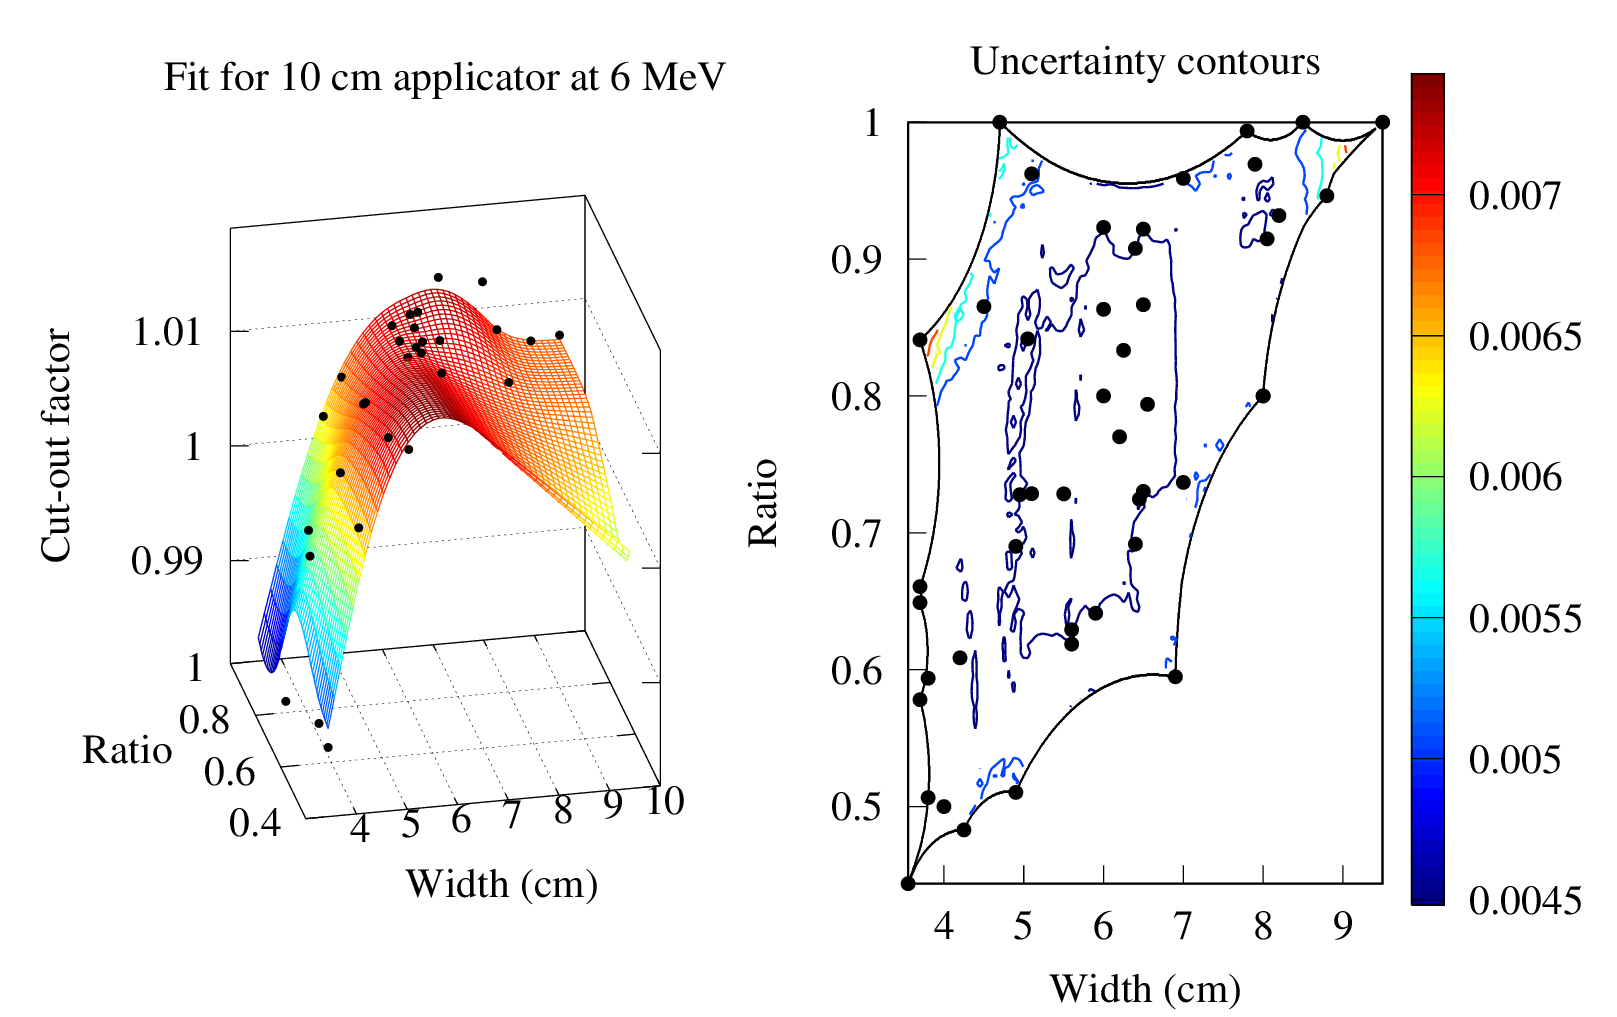 Fit for 10 cm applicator at 6 MeV
Cut-out factor
1.01
1
0.99
1
0.8
0.6
0.4
Ratio
4 5 6 7 8 9 10
Width (cm)
Uncertainty contours
Ratio
1
0.9
0.8
0.7
0.6
0.5
4 5 6 7 8 9
Width (cm)
0.007
0.0065
0.006
0.0055
0.005
0.0045